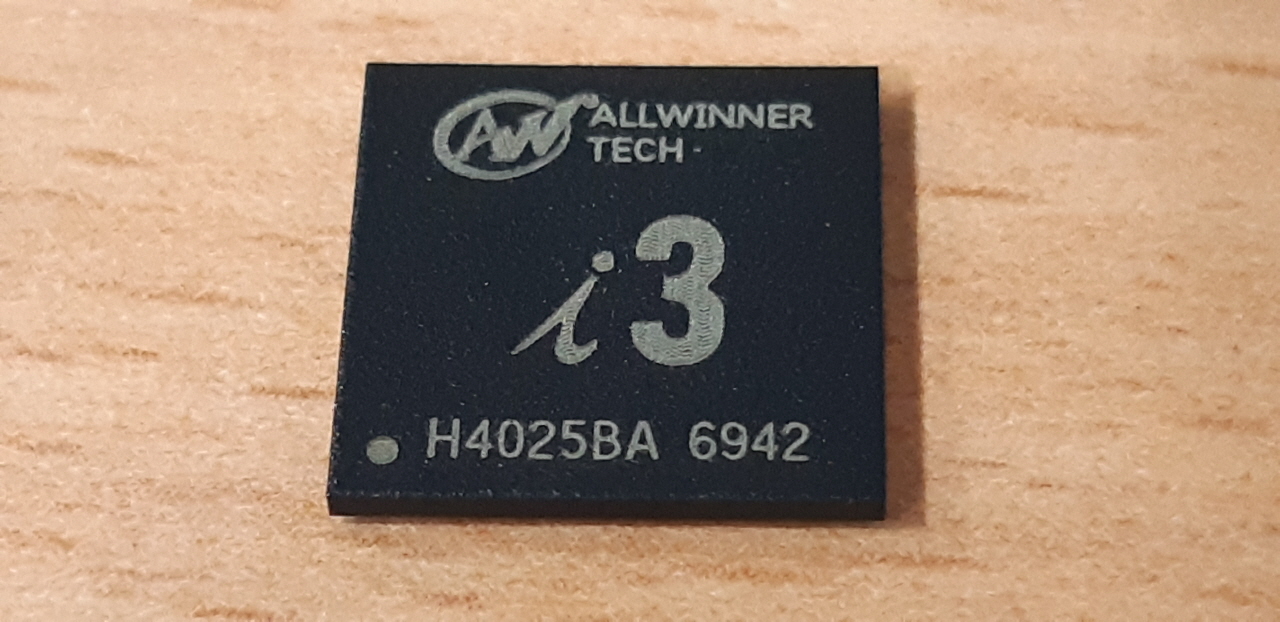 AW ALLWINNER
TECH
i3
H4025BA 6942